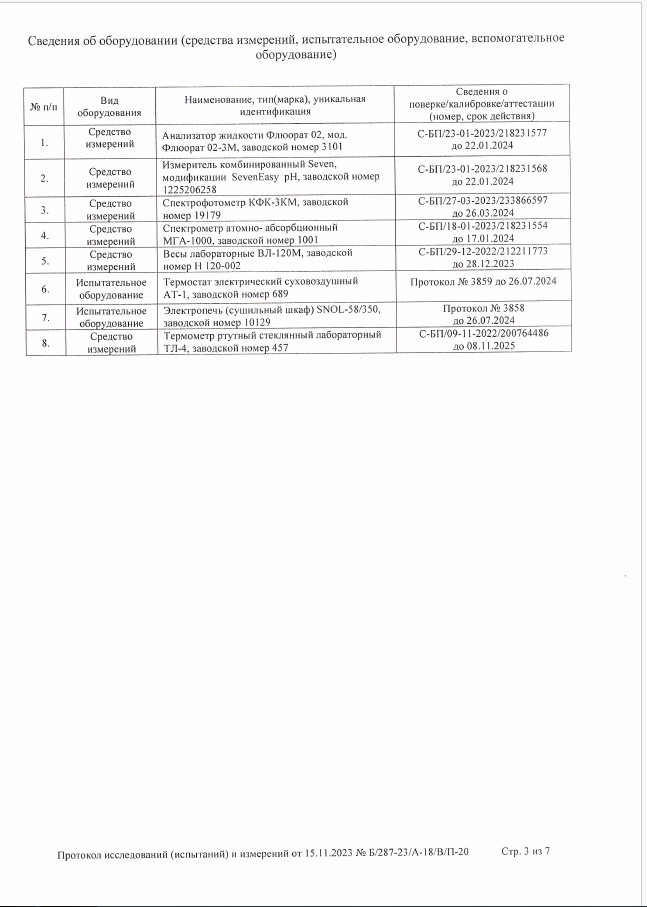 Сведения об оборудовании (средства измерений, испытательное оборудование, вспомогательное
оборудование)
№ п/п
Вид
оборудования
Наименование, тип(марка), уникальная
идентификация
Сведения о
поверке/калибровке/аттестации
(номер, срок действия)
1.
Средство
измерений
Анализатор жидкости Флюорат 02, мод.
Флюорат 02-3М, заводской номер 3101
С-БП/23-01-2023/218231577
до 22.01.2024
2.
Средство
измерений
Измеритель комбинированный Seven,
модификации SevenEasy pH, заводской номер
1225206258
С-БП/23-01-2023/218231568
до 22.01.2024
3.
Средство
измерений
Спектрофотометр КФК-3КМ, заводской
номер 19179
С-БП/27-03-2023/233866597
до 26.03.2024
4.
Средство
измерений
Спектрометр атомно- абсорбционный
МГА-1000, заводской номер 1001
С-БП/18-01-2023/218231554
до 17.01.2024
5.
Средство
измерений
Весы лабораторные ВЛ-120М, заводской
номер Н 120-002
С-БП/29-12-2022/212211773
до 28.12.2023
6.
Испытательное
оборудование
Термостат электрический суховоздушный
АТ-1, заводской номер 689
Протокол № 3859 до 26.07.2024
7.
Испытательное
оборудование
Электропечь (сушильный шкаф) SNOL-58/350,
заводской номер 10129
Протокол № 3858
до 26.07.2024
8.
Средство
измерений
Термометр ртутный стеклянный лабораторный
ТЛ-4, заводской номер 457
С-БП/09-11-2022/200764486
до 08.11.2025
Протокол исследований (испытаний) и измерений от 15.11.2023 № Б/287-23/А-18/В/П-20 Стр. 3 из 7